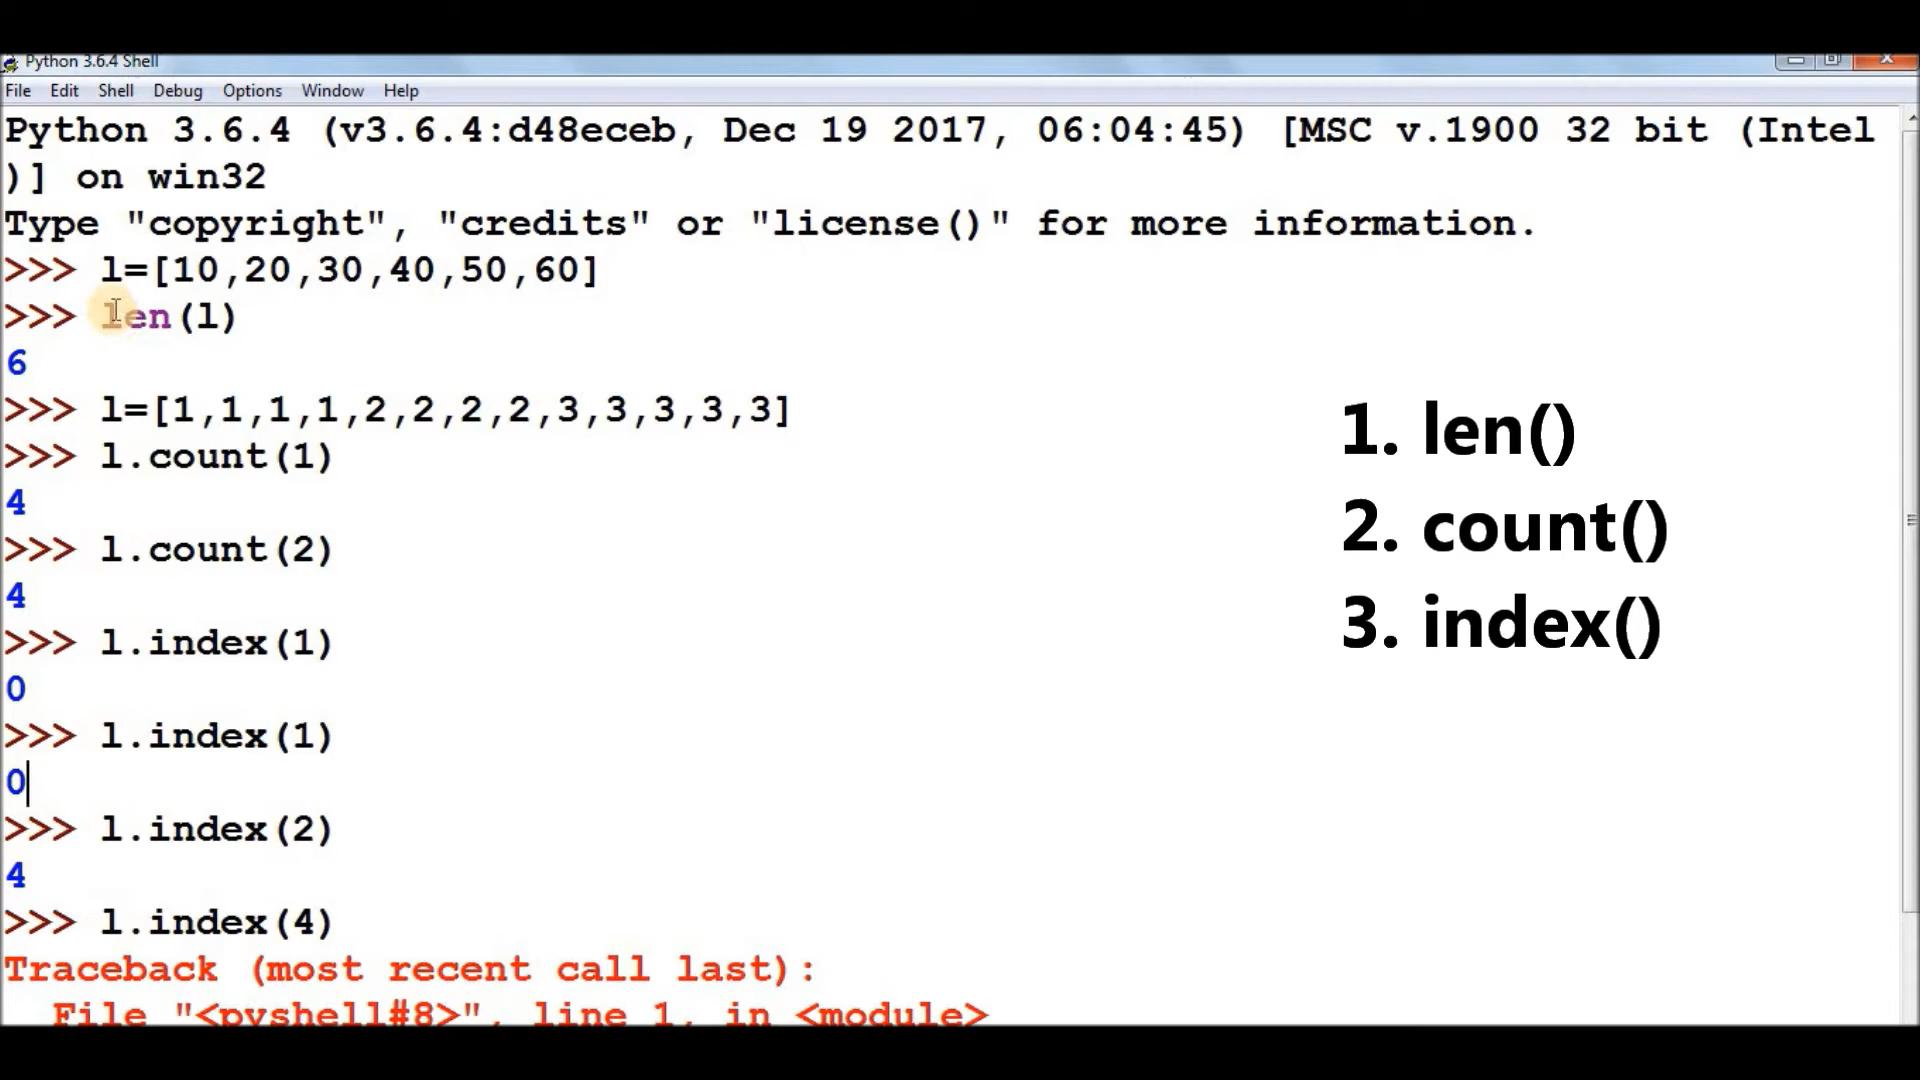 Python 3.6.4 Shell
File Edit Shell Debug Options Window Help
Python 3.6.4 (v3.6.4:d48eceb, Dec 19 2017, 06:04:45) [MSC v.1900 32 bit (Intel
)] on win32
Type "copyright", "credits" or "license()" for more information.
>>> l=[10,20,30,40,50,60]
>>> len(l)
6
>>> l=[1,1,1,1,2,2,2,2,3,3,3,3,3]
>>> l.count(1)
4
>>> l.count(2)
4
>>> l.index(1)
0
>>> l.index(1)
0
>>> l.index(2)
4
>>> l.index(4)
Traceback (most recent call last):
  File "<pyshell#8>", line 1, in <module>
1. len()
2. count()
3. index()